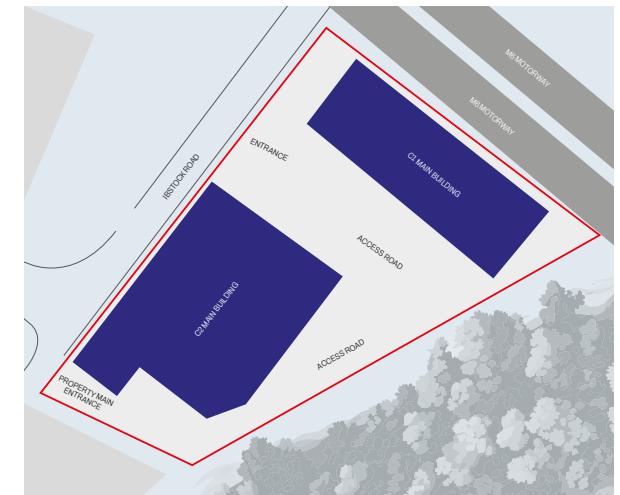 M6 MOTORWAY
M6 MOTORWAY
C1 MAIN BUILDING
ENTRANCE
IBSTOCK ROAD
ACCESS ROAD
C2 MAIN BUILDING
ACCESS ROAD
PROPERTY MAIN
ENTRANCE